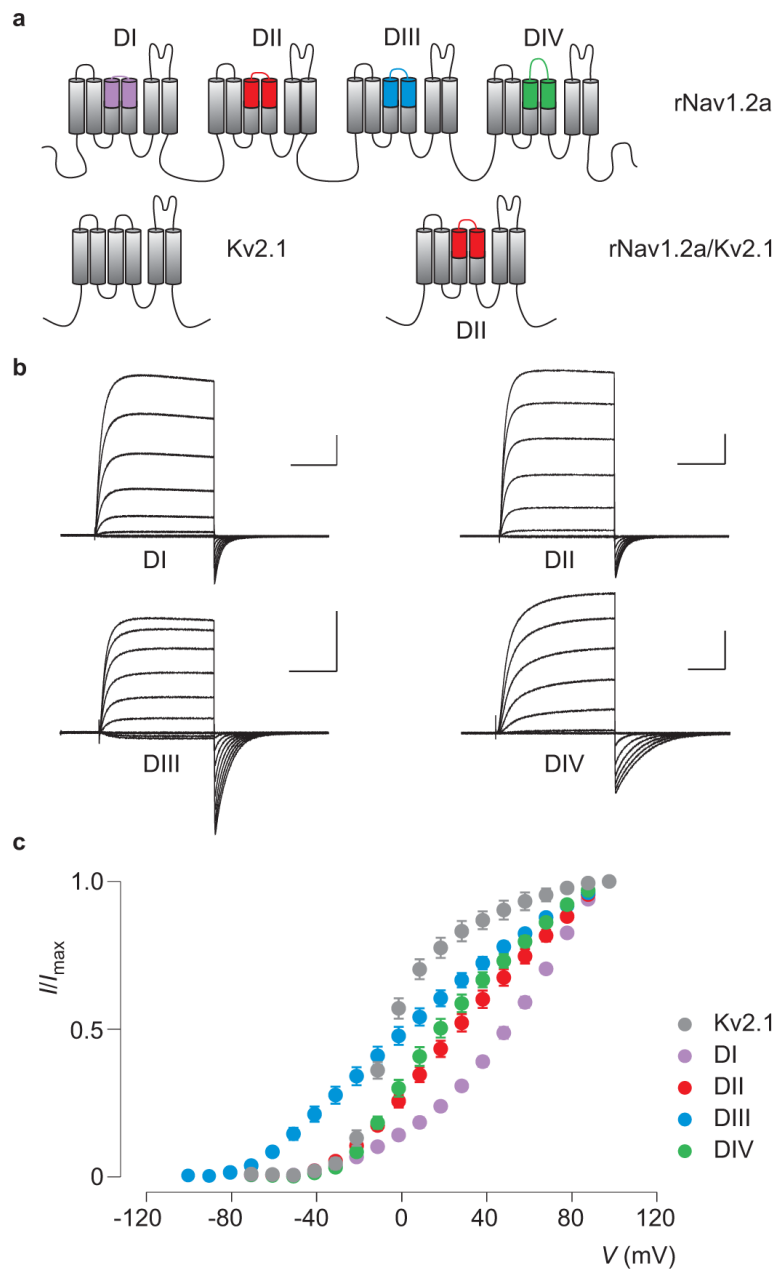 a
DI DII DIII DIV
rNav1.2a
Kv2.1
rNav1.2a/Kv2.1
DII
b
DI
DII
DIII
DIV
c
1.0
0.5
0
I/Imax
-120 -80 -40 0 40 80 120
V (mV)
Kv2.1
DI
DII
DIII
DIV